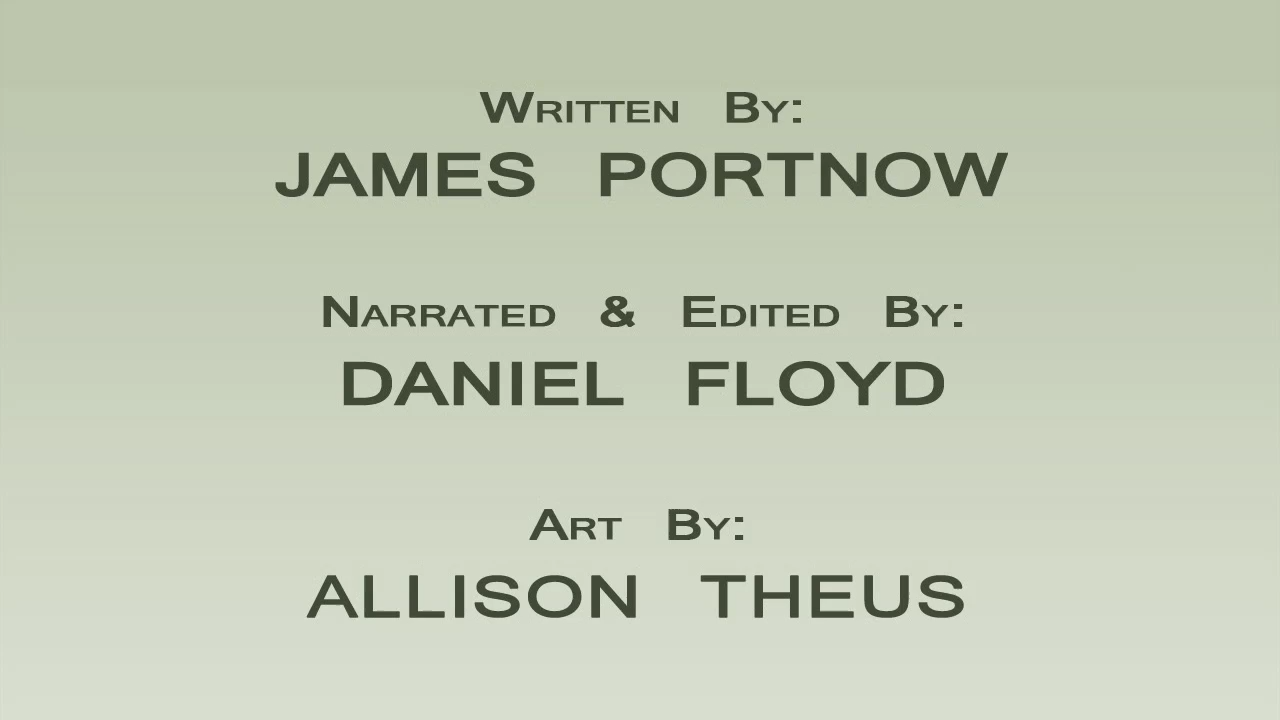 Written By:
JAMES PORTNOW
Narrated & Edited By:
DANIEL FLOYD
Art By:
ALLISON THEUS